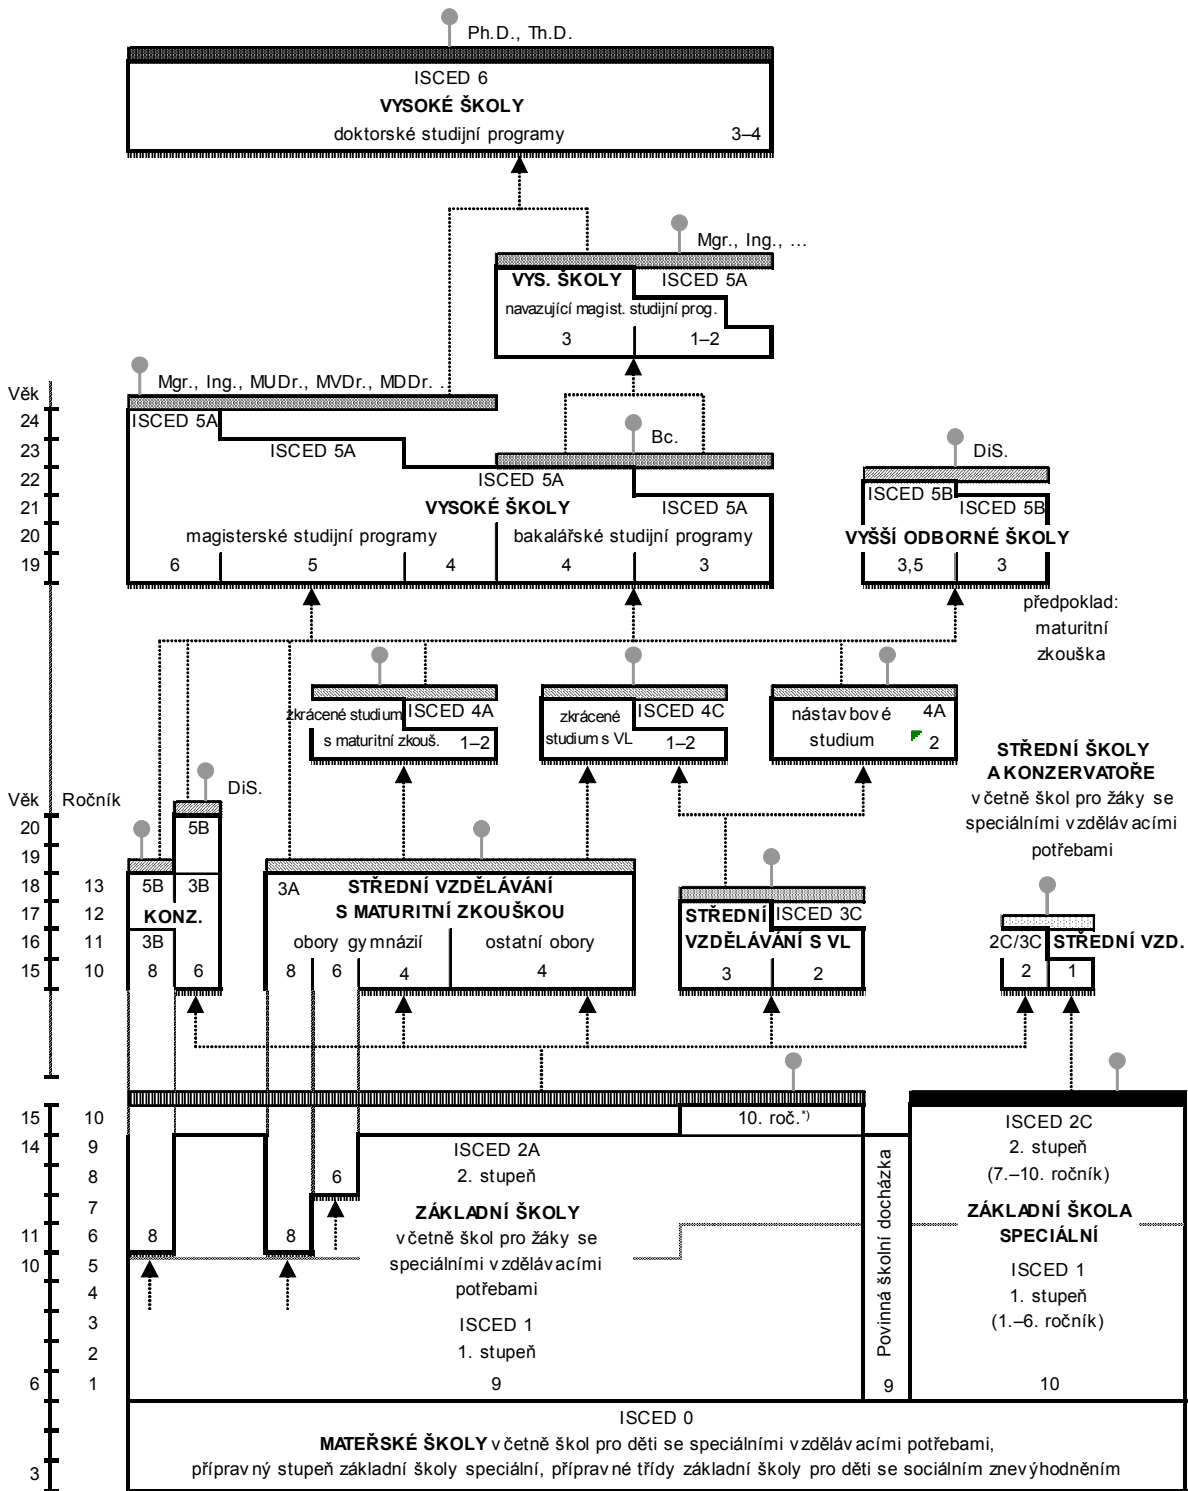 Ph.D., Th.D.
ISCED 6
VYSOKÉ ŠKOLY
doktorské studijní programy 3–4
Mgr., Ing., …
VYS. ŠKOLY ISCED 5A
navazující magist. studijní prog.
3 1–2
Mgr., Ing., MUDr., MVDr., MDDr. ..
Věk
24 ISCED 5A
23 ISCED 5A Bc.
22 ISCED 5A
21 VYSOKÉ ŠKOLY ISCED 5A
20 magisterské studijní programy bakalářské studijní programy
19 6 5 4 4 3
DiS.
ISCED 5B
ISCED 5B
VYŠŠÍ ODBORNÉ ŠKOLY
3,5 3
předpoklad:
maturitní
zkouška
zkrácené studium ISCED 4A
s maturitní zkouš. 1–2
zkrácené ISCED 4C
studium s VL 1–2
nástavbové 4A
studium 2
STŘEDNÍ ŠKOLY
A KONZERVATOŘE
včetně škol pro žáky se
speciálními vzdělávacími
potřebami
Věk Ročník
DiS.
20 5B
19
18 13 5B 3B
17 12 KONZ.
16 11 3B
15 10 8 6
3A STŘEDNÍ VZDĚLÁVÁNÍ
S MATURITNÍ ZKOUŠKOU
obory gymnázií ostatní obory
8 6 4 4
STŘEDNÍ ISCED 3C
VZDĚLÁVÁNÍ S VL
3 2
2C/3C STŘEDNÍ VZD.
2 1
15 10 10. roč.*)
14 9 ISCED 2A
8 6 2. stupeň
7 ZÁKLADNÍ ŠKOLY
11 6 8 8 včetně škol pro žáky se
10 5 speciálními vzdělávacími
4 potřebami
3 ISCED 1
2 1. stupeň
6 1 9
Povinná školní docházka
9
ISCED 2C
2. stupeň
(7.–10. ročník)
ZÁKLADNÍ ŠKOLA
SPECIÁLNÍ
ISCED 1
1. stupeň
(1.–6. ročník)
10
ISCED 0
MATEŘSKÉ ŠKOLY včetně škol pro děti se speciálními vzdělávacími potřebami,
3 přípravný stupeň základní školy speciální, přípravné třídy základní školy pro děti se sociálním znevýhodněním